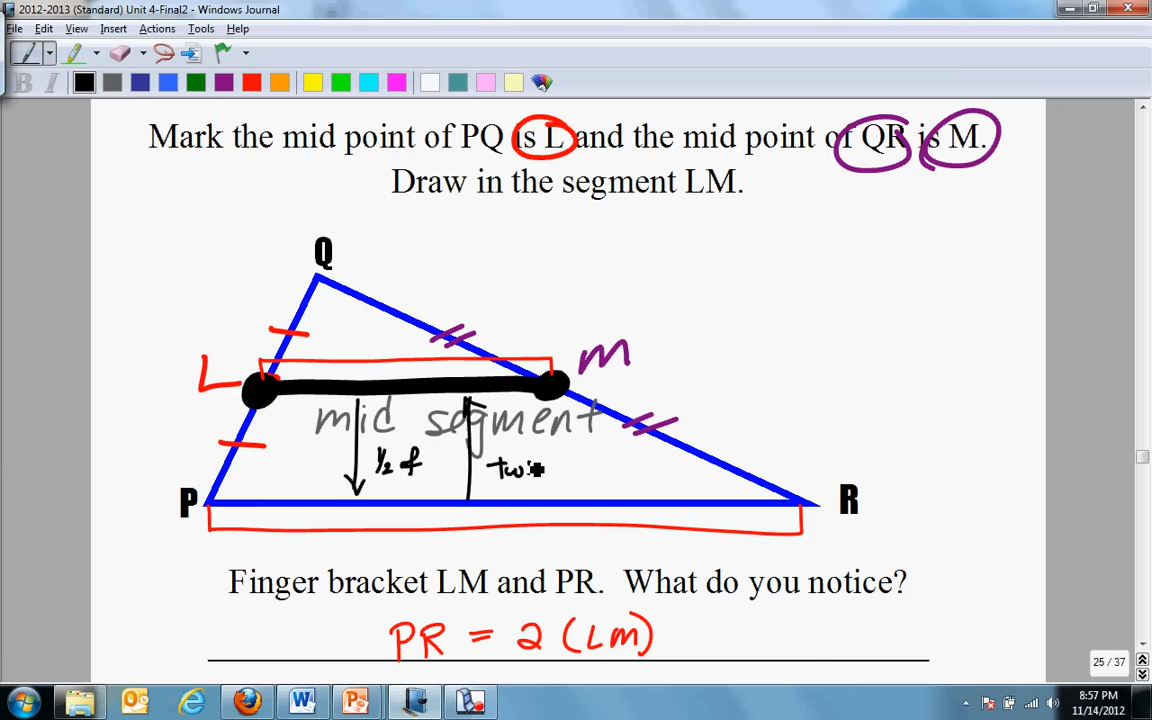 2012-2013 (Standard) Unit 4-Final2 - Windows Journal
File Edit View Insert Actions Tools Help
B I
Mark the mid point of PQ is L and the mid point of QR is M.
Draw in the segment LM.
Q
L
m
mid segment
1/2 of
twi
P
R
Finger bracket LM and PR. What do you notice?
PR = 2 (Lm)
25 / 37
8:57 PM
11/14/2012